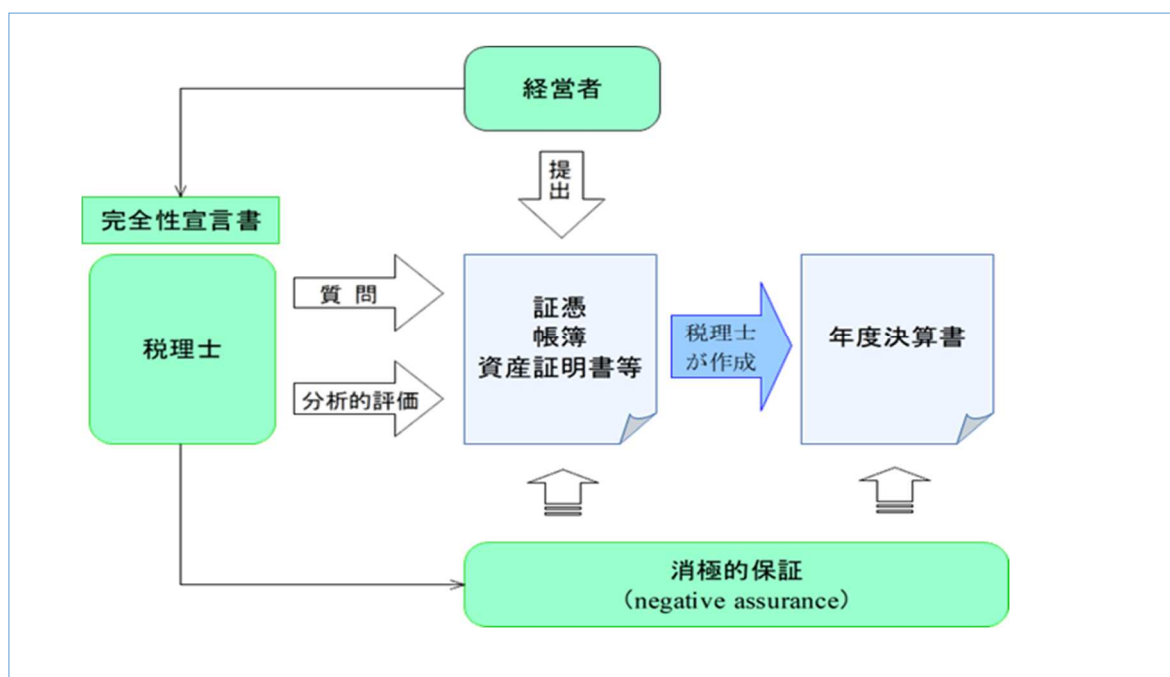 経営者
提
出
完全性宣言書
税理士
質 問
分析的評価
証憑
帳簿
資産証明書等
税理士
が作成
年度決算書
消極的保証
（negative assurance）